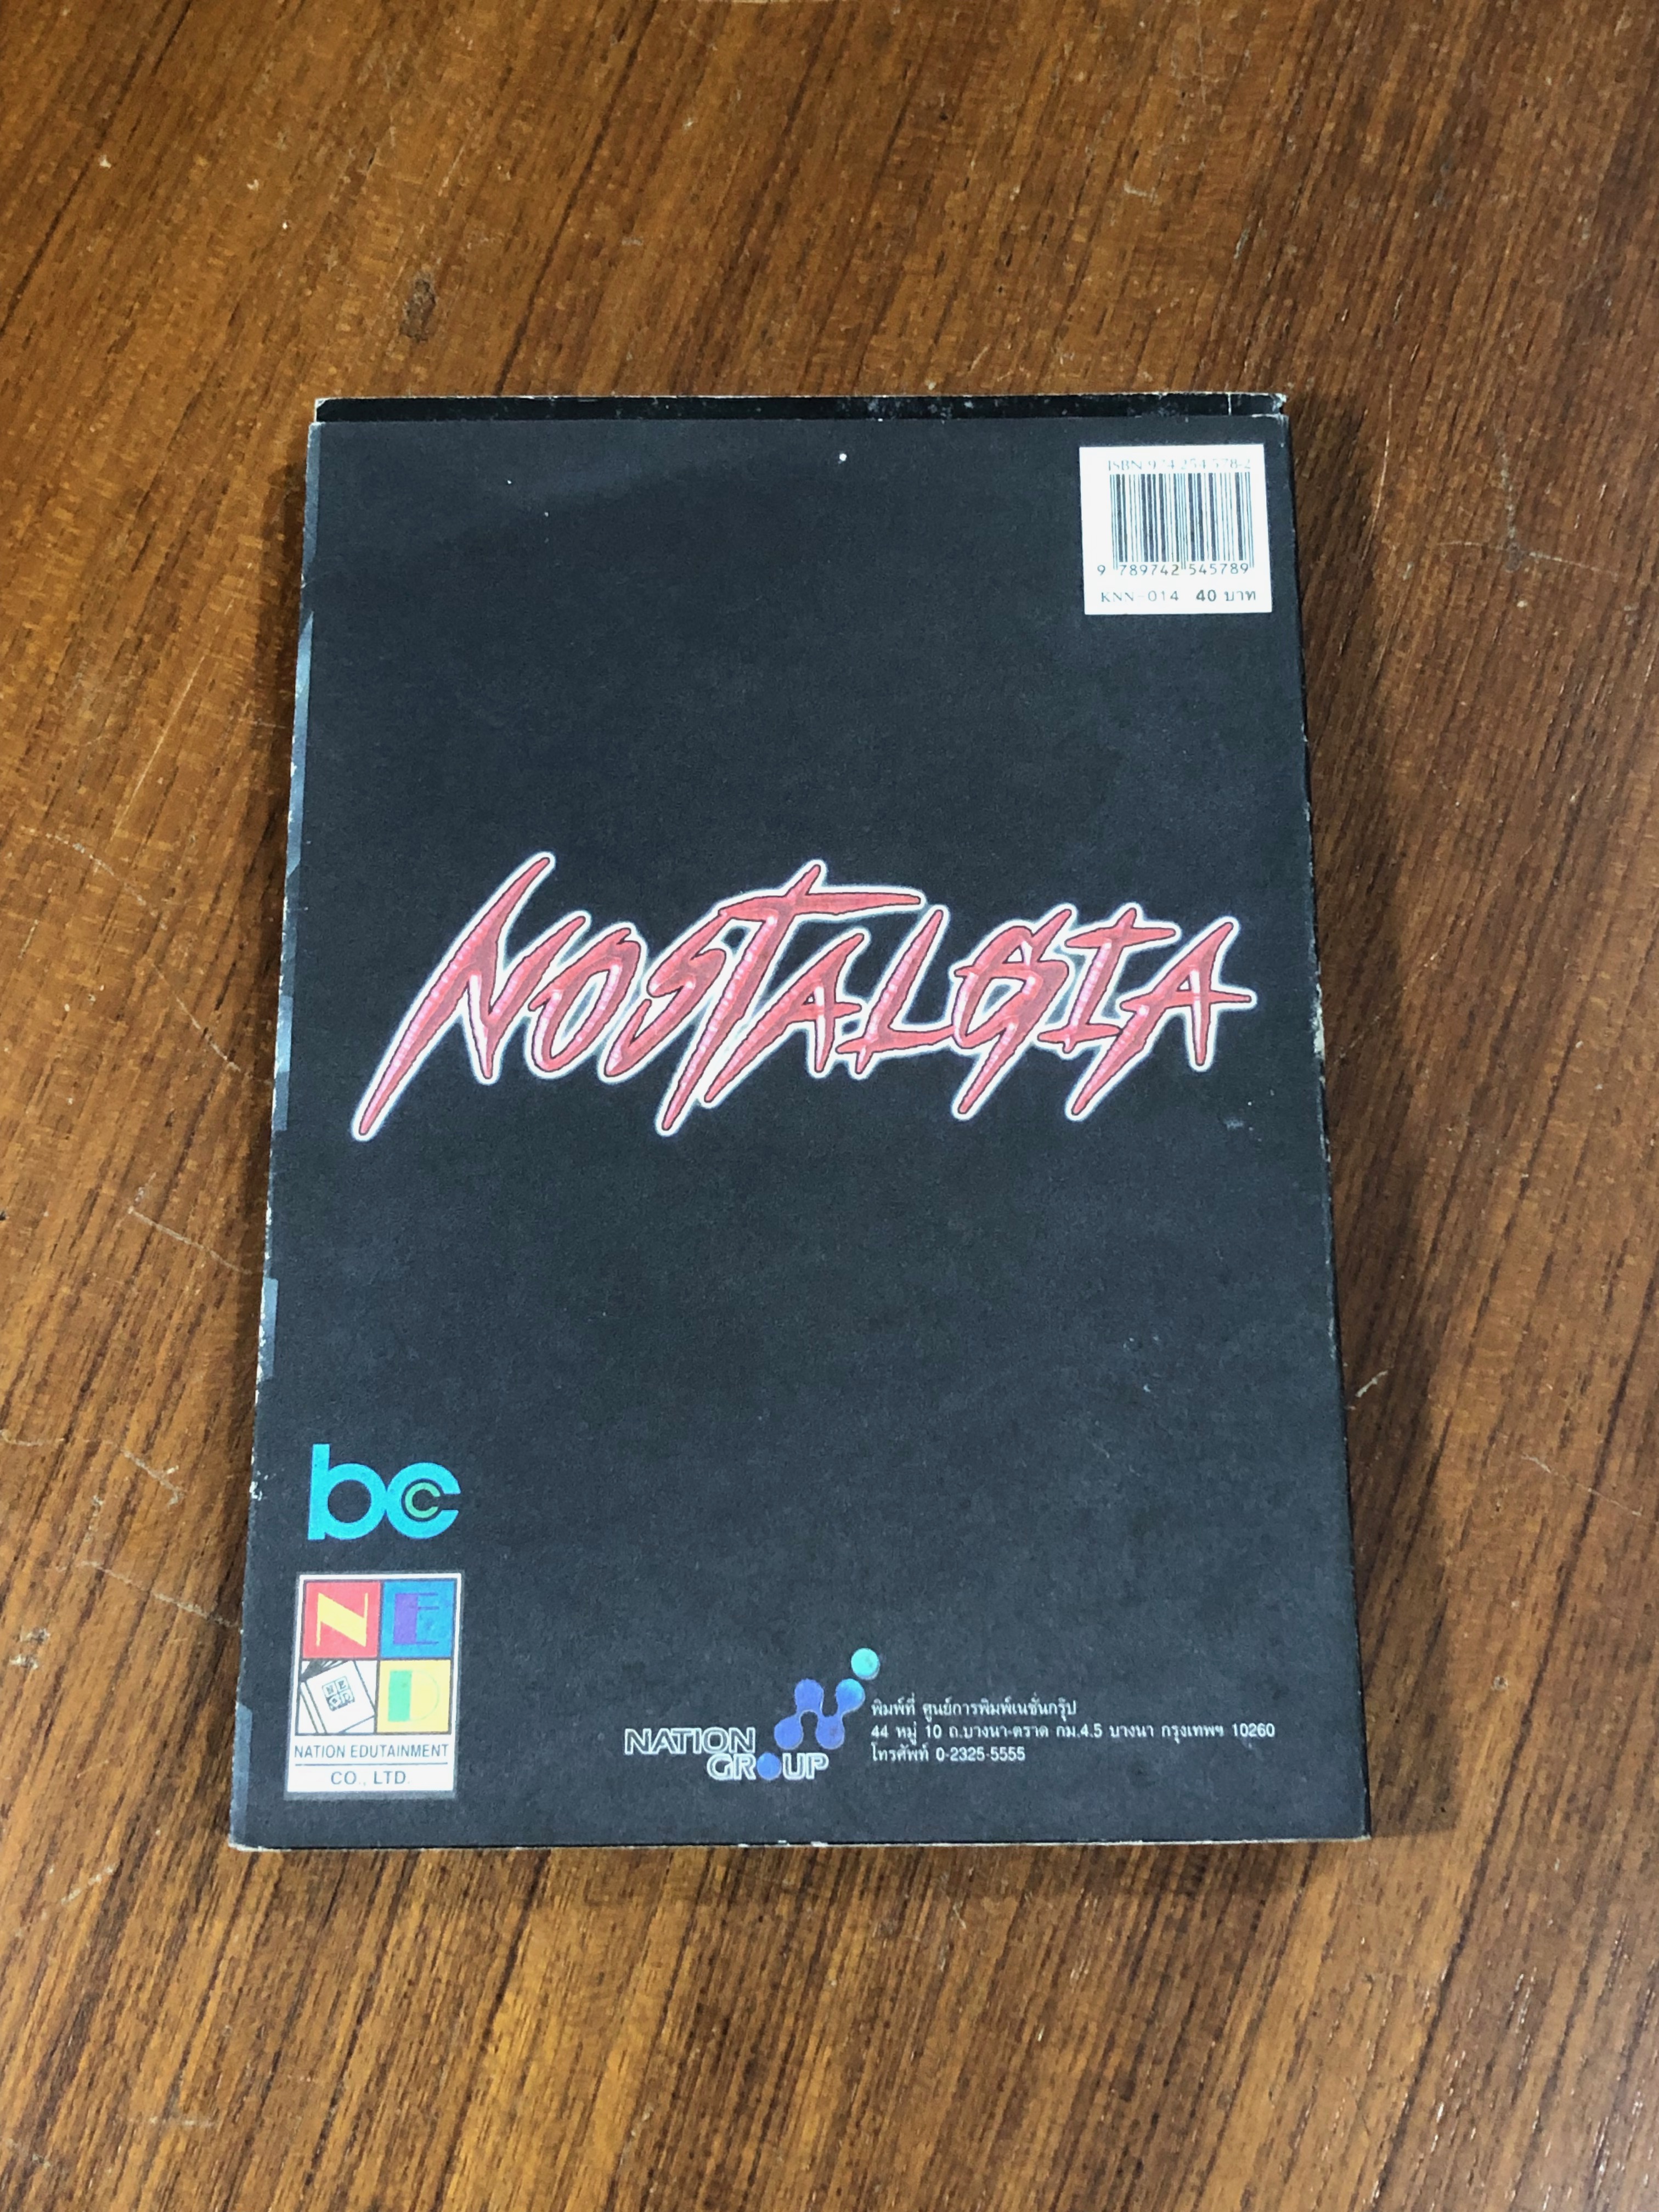 ISBN 974-254-578-2
9 789742 545789
KNN-014 40 บาท
NOSTALGIA
bcc
NED
NEO
NATION EDUTAINMENT
CO., LTD.
NATION
GROUP
พิมพ์ที่ ศูนย์การพิมพ์เนชั่นกรุ๊ป
44 หมู่ 10 ถ.บางนา-ตราด กม.4.5 บางนา กรุงเทพฯ 10260
โทรศัพท์ 0-2325-5555